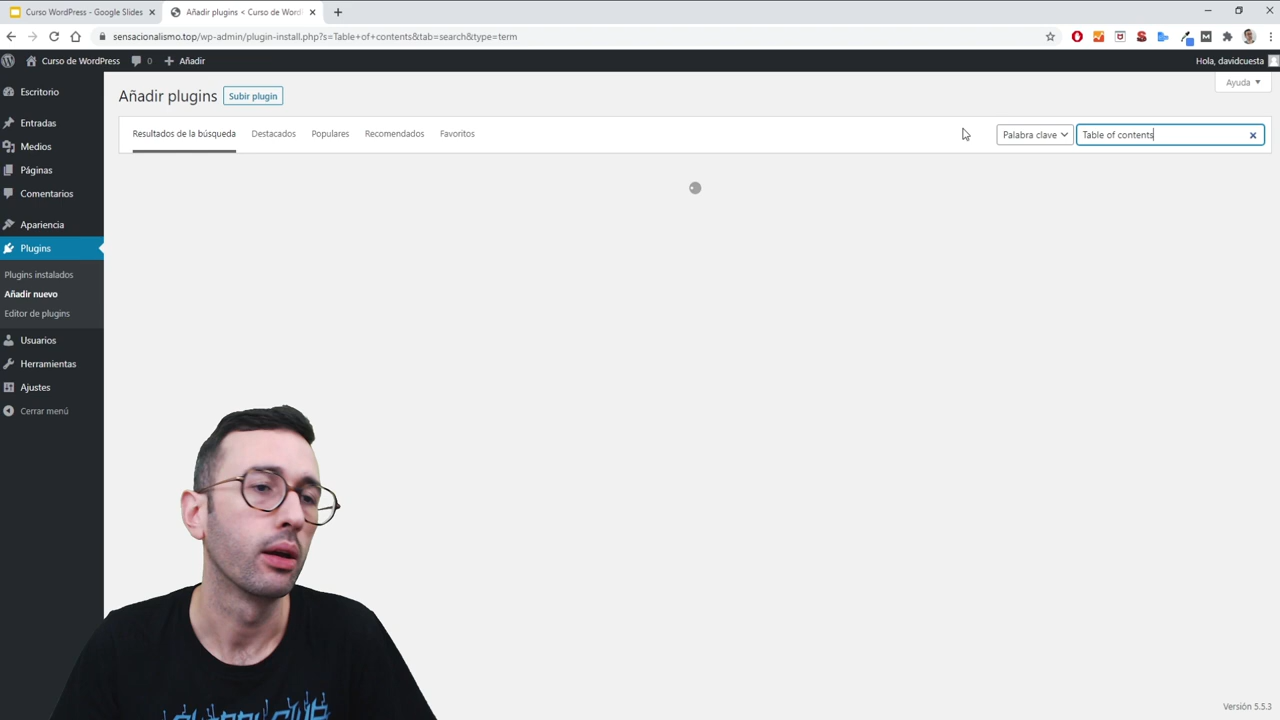 Curso WordPress - Google Slides
Añadir plugins < Curso de Word
sensacionalismo.top/wp-admin/plugin-install.php?s=Table+of+contents&tab=search&type=term
Curso de WordPress
0
Añadir
Hola, davidcuesta
Escritorio
Entradas
Medios
Páginas
Comentarios
Apariencia
Plugins
Plugins instalados
Añadir nuevo
Editor de plugins
Usuarios
Herramientas
Ajustes
Cerrar menú
Ayuda
Añadir plugins
Subir plugin
Resultados de la búsqueda
Destacados
Populares
Recomendados
Favoritos
Palabra clave
Table of contents
Versión 5.5.3